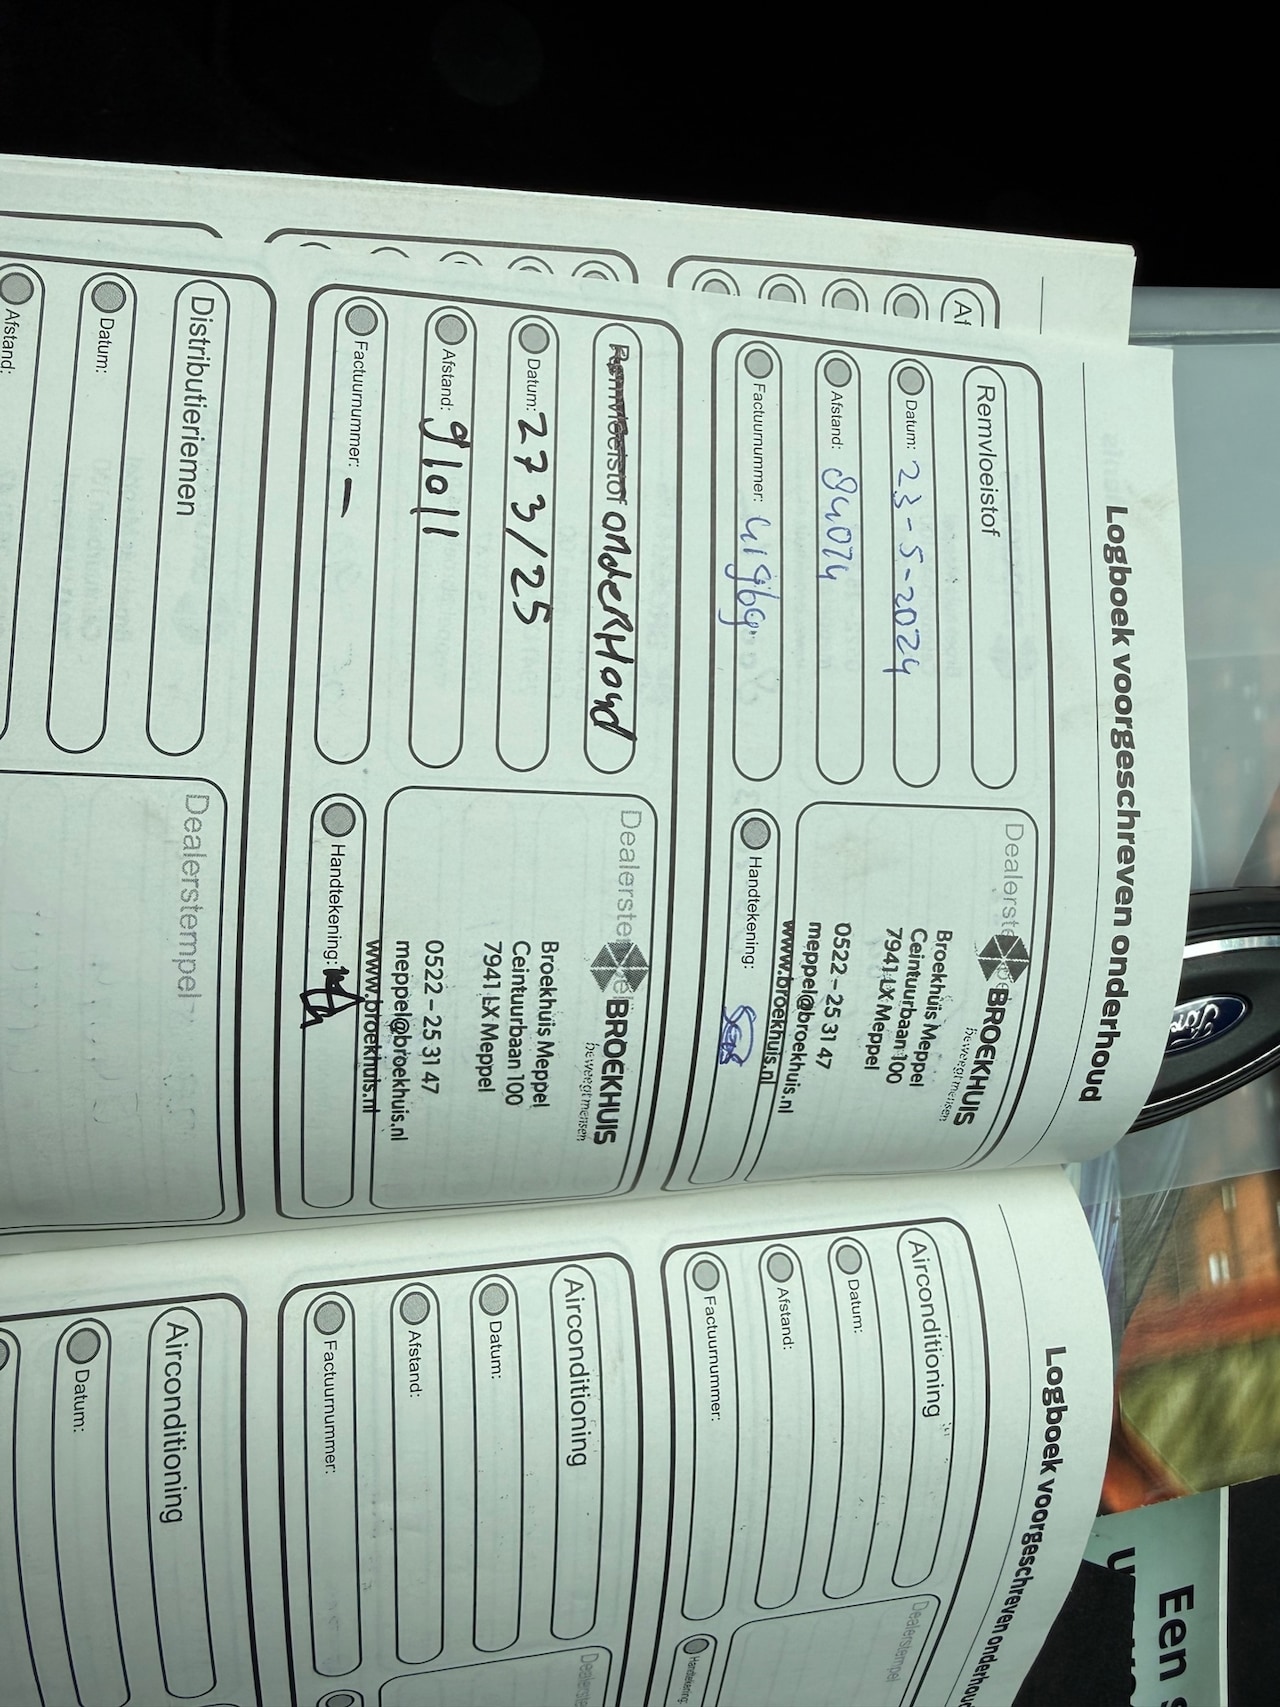 Logboek voorgeschreven onderhoud
Remvloeistof
Datum: 23-5-2024
Afstand: 84074
Factuurnummer:
Dealerste
BROEKHUIS
beweegt mensen
Broekhuis Meppel
Ceintuurbaan 100
7941 LX Meppel
0522 – 25 31 47
meppel@broekhuis.nl
www.broekhuis.nl
Handtekening:
Remvloeistof onderhoud
Datum: 27 3/25
Afstand: 91011
Factuurnummer: –
Dealerstempel
BROEKHUIS
beweegt mensen
Broekhuis Meppel
Ceintuurbaan 100
7941 LX Meppel
0522 – 25 31 47
meppel@broekhuis.nl
www.broekhuis.nl
Handtekening:
Distributieriemen
Datum:
Afstand:
Dealerstempel
Logboek voorgeschreven onderhoud
Airconditioning
Datum:
Afstand:
Factuurnummer:
Dealerstempel
Handtekening:
Airconditioning
Datum:
Afstand:
Factuurnummer:
Dealerste
Airconditioning
Datum:
Ford
Een